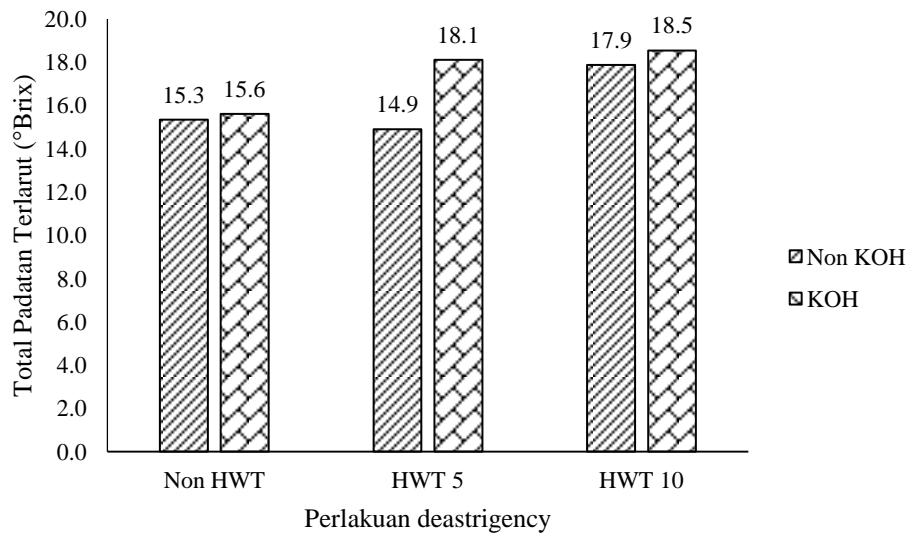 Total Padatan Terlarut (°Brix)
20.0
18.0
16.0
14.0
12.0
10.0
8.0
6.0
4.0
2.0
0.0
15.3
15.6
14.9
18.1
17.9
18.5
Non HWT
HWT 5
HWT 10
Perlakuan deastrigency
Non KOH
KOH